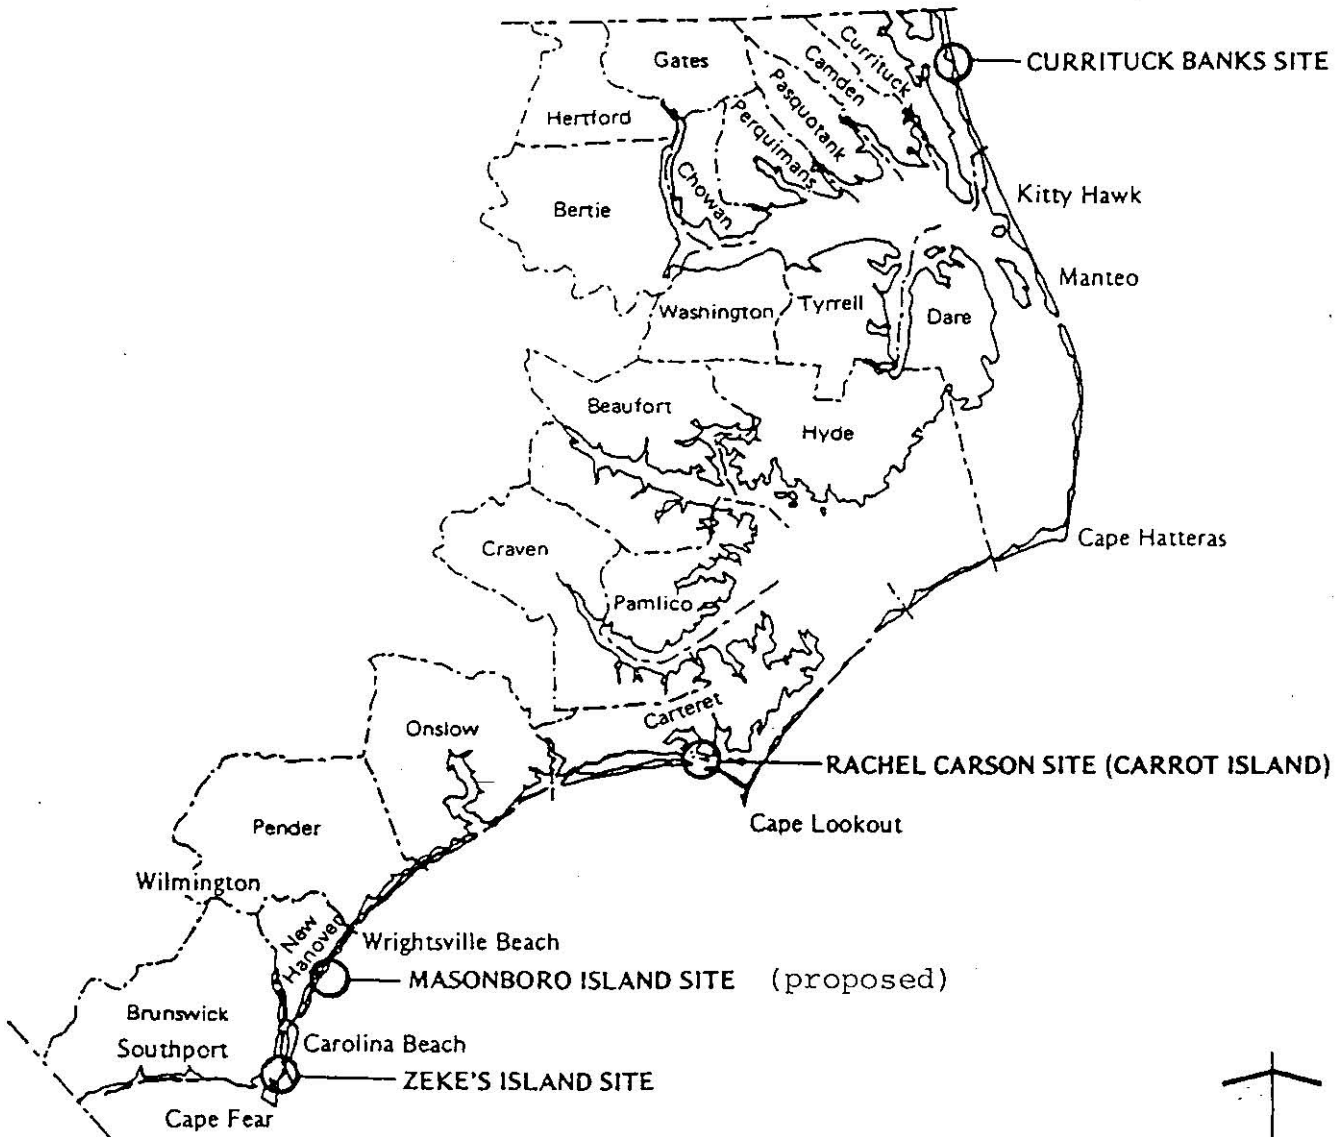 Gates
Currituck
CURRITUCK BANKS SITE
Camden
Pasquotank
Hertford
Perquimans
Chowan
Kitty Hawk
Bertie
Manteo
Washington
Tyrrell
Dare
Beaufort
Hyde
Cape Hatteras
Craven
Pamlico
Carteret
Onslow
RACHEL CARSON SITE (CARROT ISLAND)
Cape Lookout
Pender
Wilmington
New
Hanover
Wrightsville Beach
MASONBORO ISLAND SITE (proposed)
Brunswick
Southport
Carolina Beach
ZEKE'S ISLAND SITE
Cape Fear